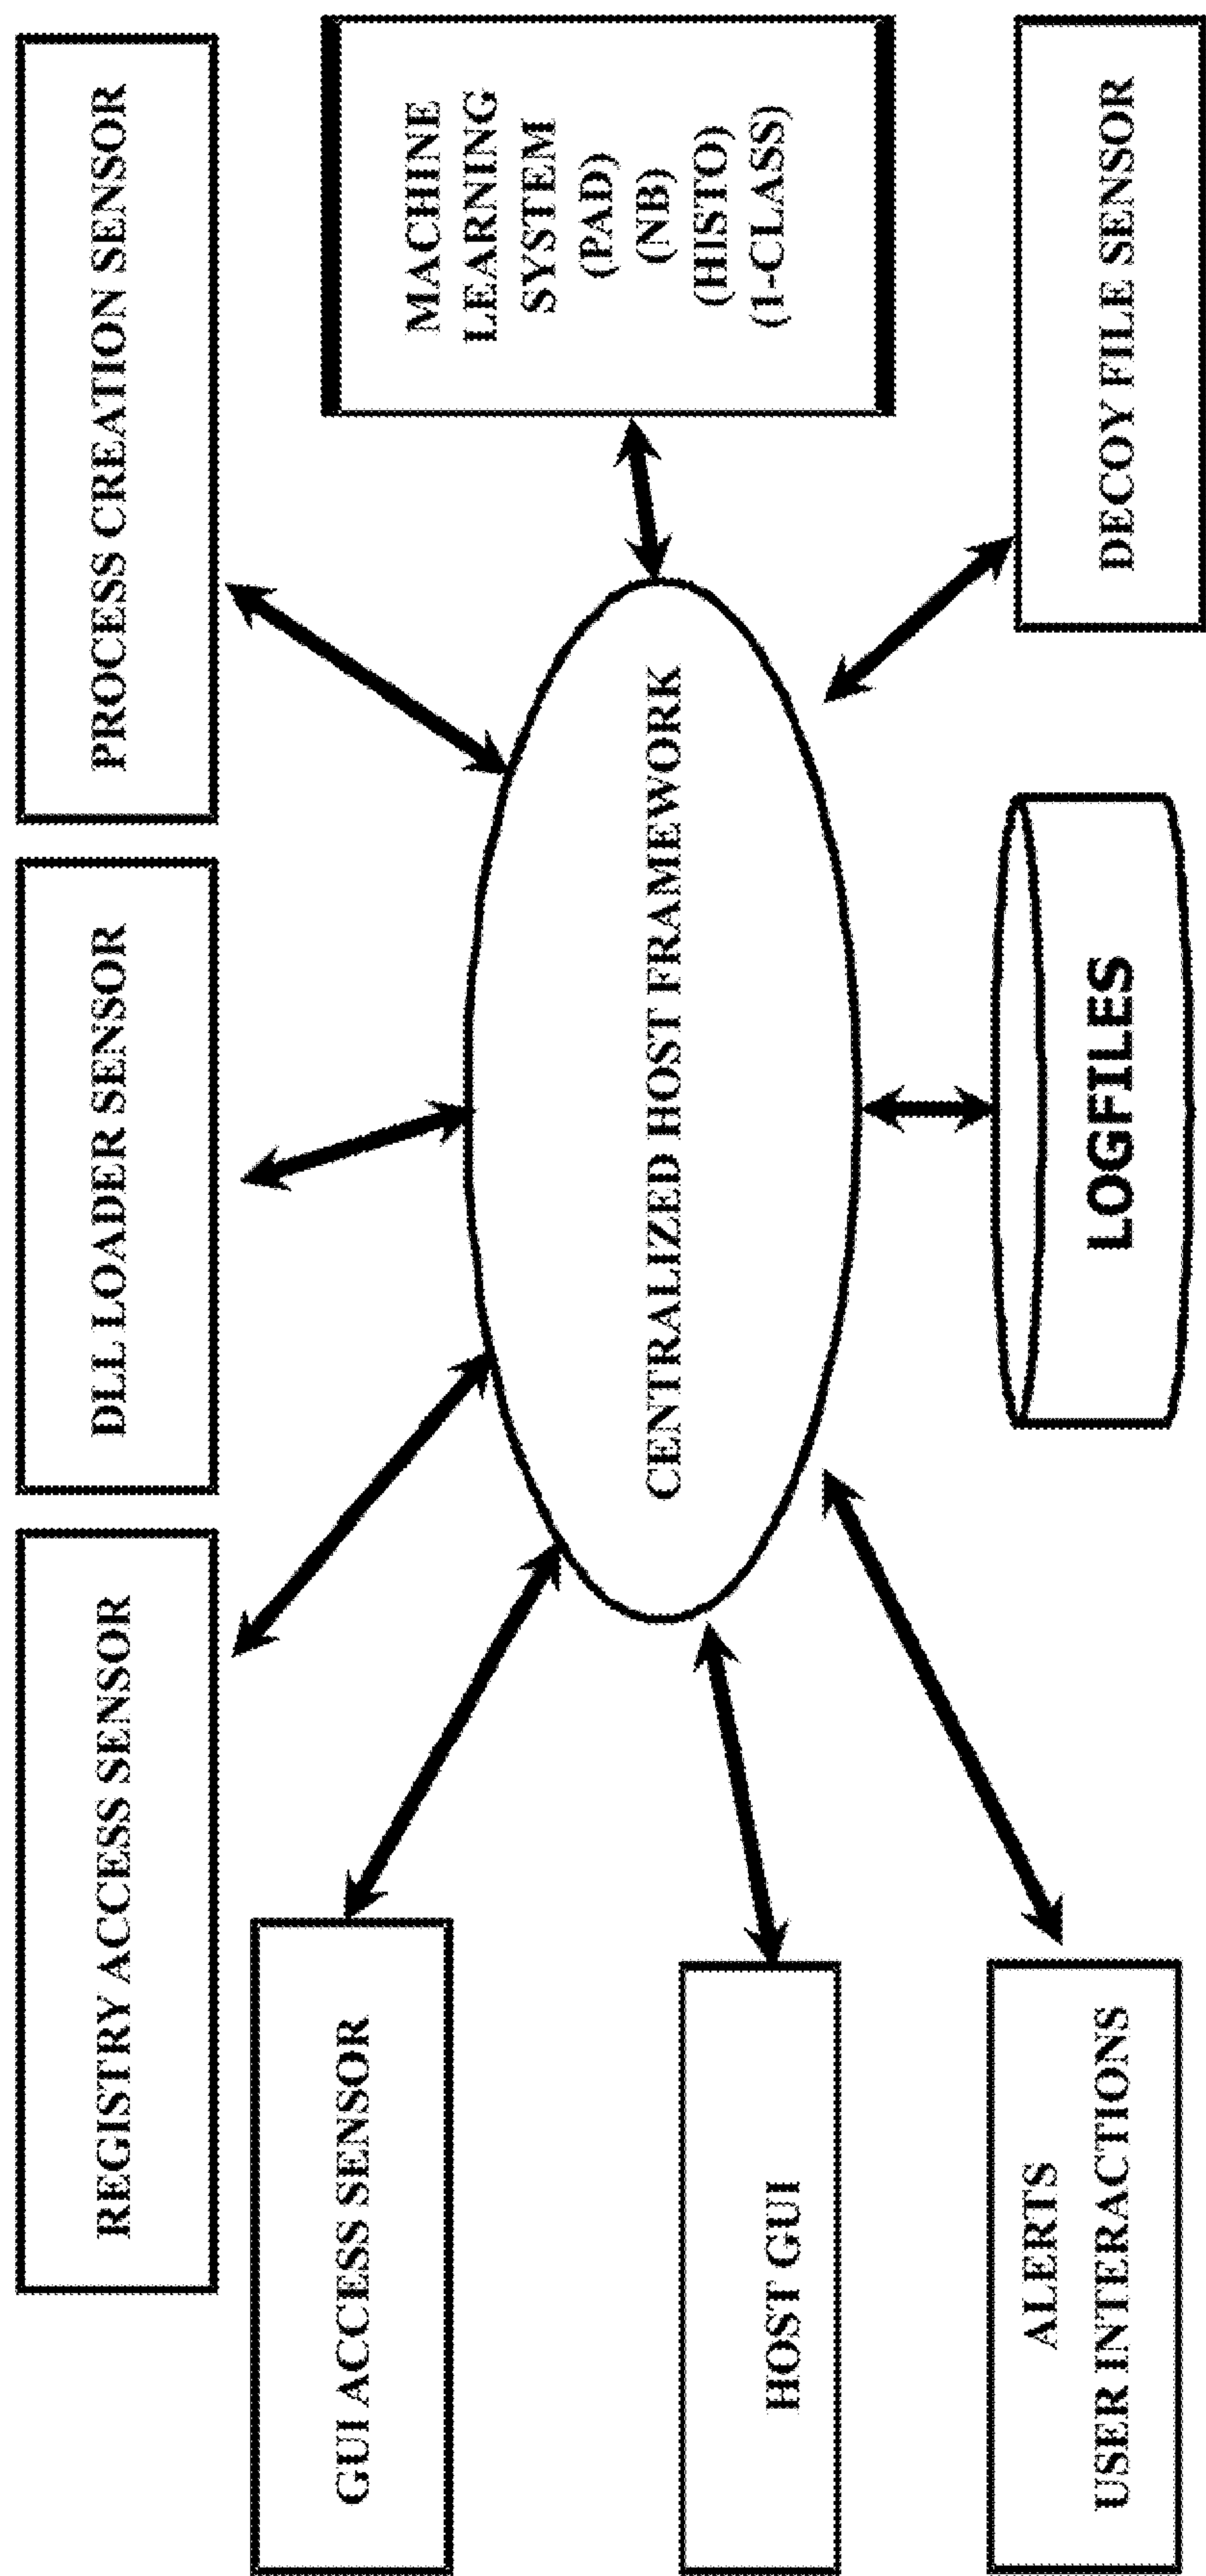 REGISTRY ACCESS SENSOR
DLL LOADER SENSOR
PROCESS CREATION SENSOR
GUI ACCESS SENSOR
MACHINE
LEARNING
SYSTEM
(PAD)
(NB)
(HISTO)
(1-CLASS)
CENTRALIZED HOST FRAMEWORK
HOST GUI
ALERTS
USER INTERACTIONS
LOGFILES
DECOY FILE SENSOR